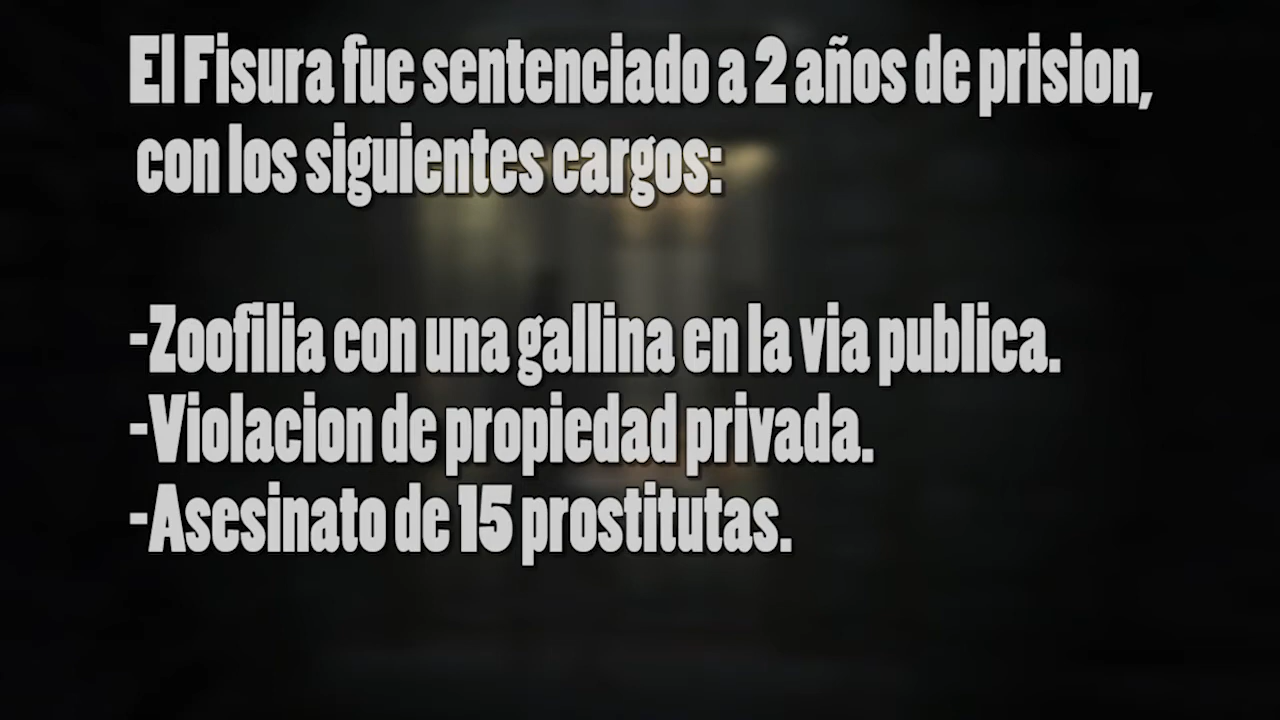 El Fisura fue sentenciado a 2 años de prision,
con los siguientes cargos:
-Zoofilia con una gallina en la via publica.
-Violacion de propiedad privada.
-Asesinato de 15 prostitutas.